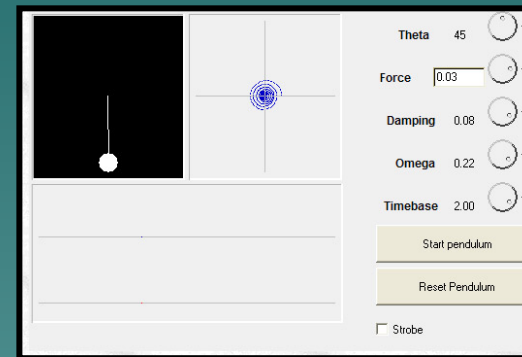 Theta 45
Force 0.03
Damping 0.08
Omega 0.22
Timebase 2.00
Start pendulum
Reset Pendulum
Strobe